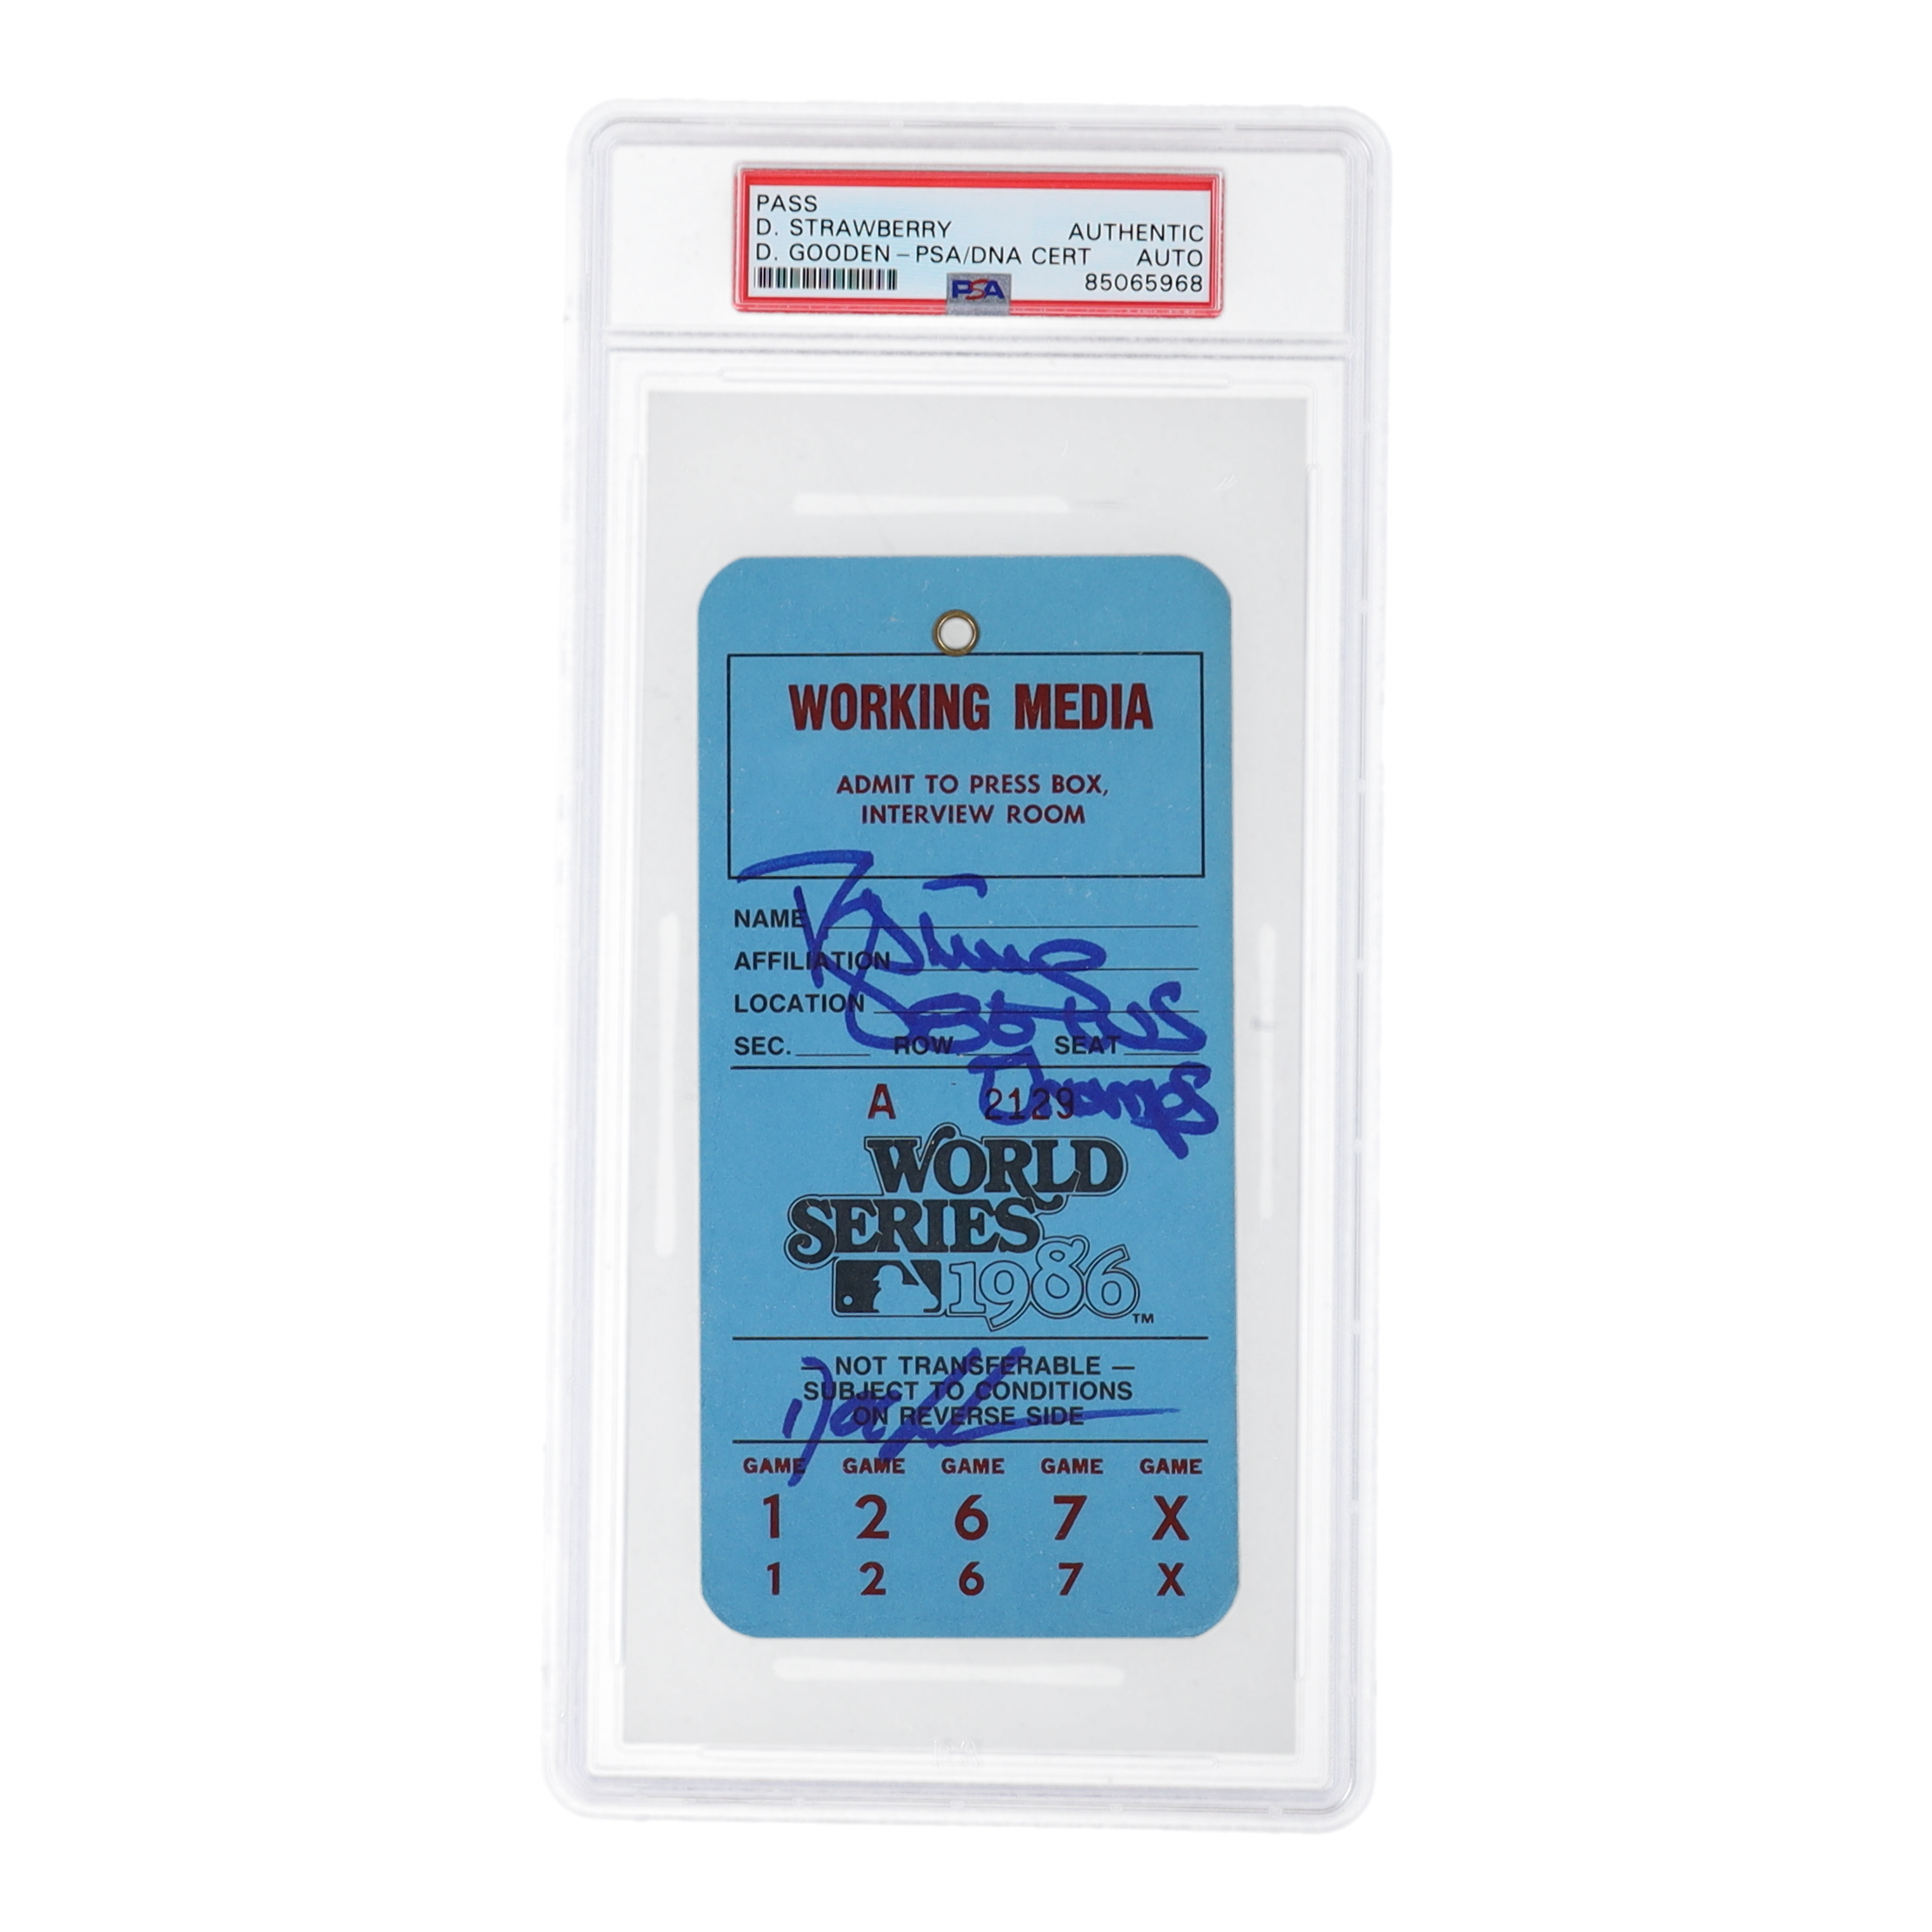 PASS
D. STRAWBERRY AUTHENTIC
D. GOODEN – PSA/DNA CERT AUTO
PSA 85065968
WORKING MEDIA
ADMIT TO PRESS BOX,
INTERVIEW ROOM
NAME
AFFILIATION
LOCATION
86 WS
SEC. ROW SEAT
Champs
A 2129
WORLD
SERIES
1986 TM
— NOT TRANSFERABLE —
SUBJECT TO CONDITIONS
ON REVERSE SIDE
GAME GAME GAME GAME GAME
1 2 6 7 X
1 2 6 7 X